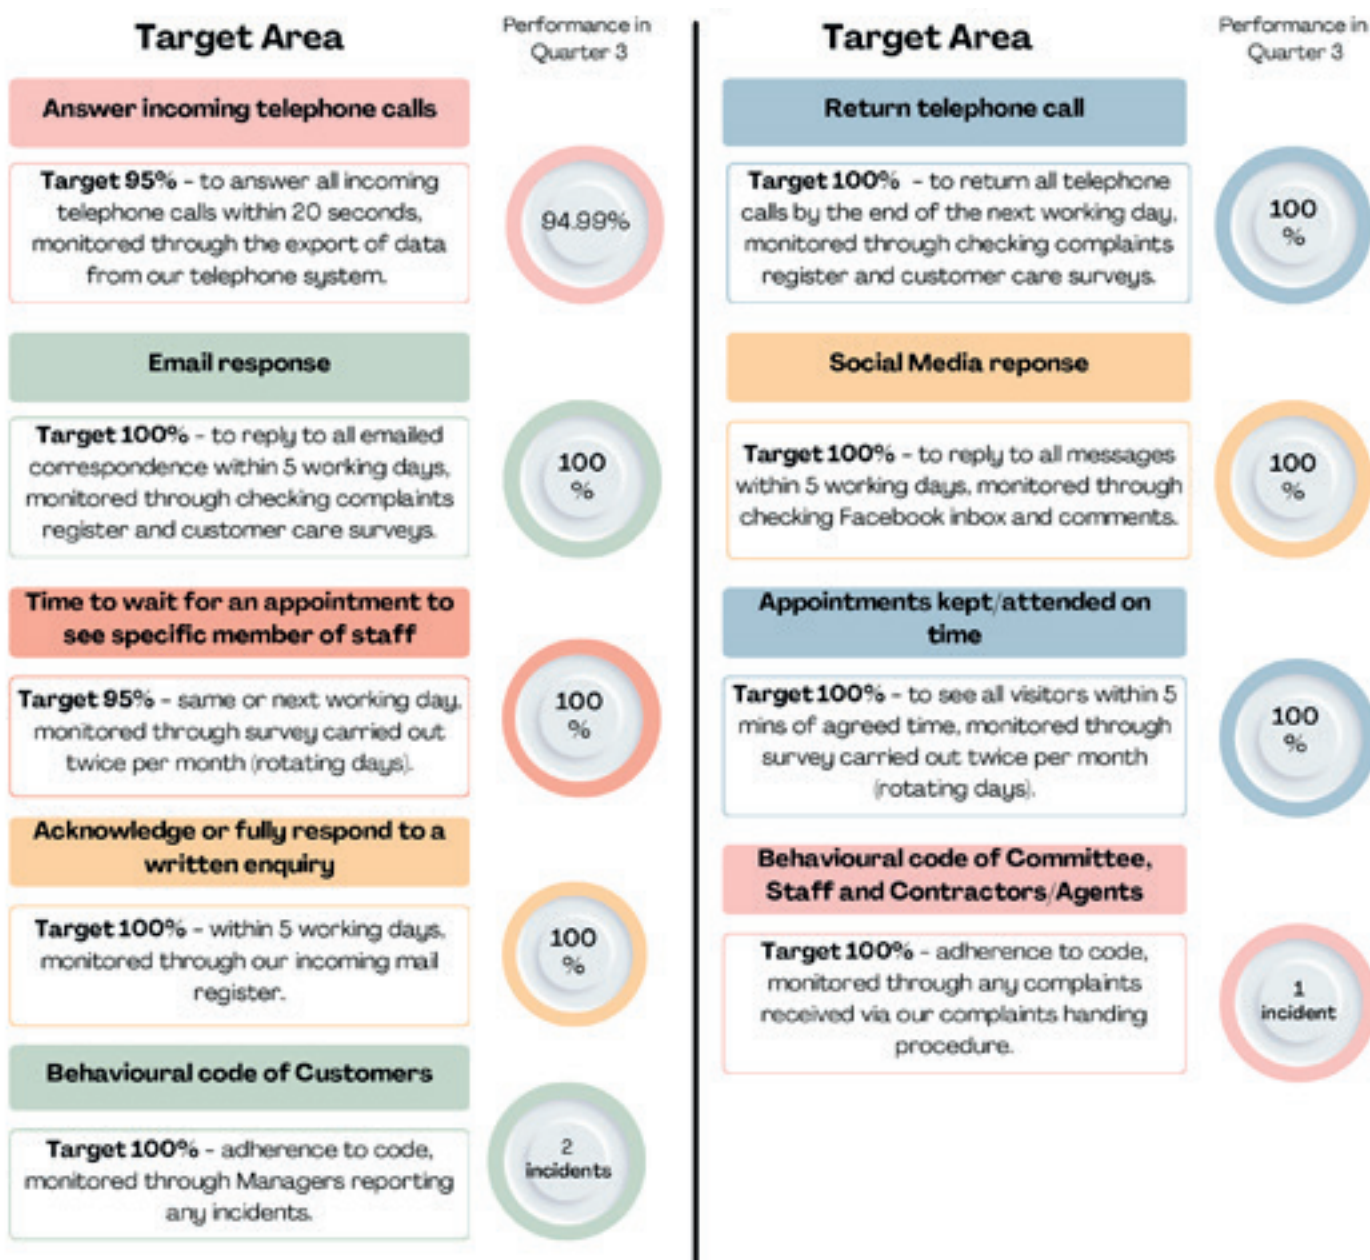 Target Area
Performance in
Quarter 3
Answer incoming telephone calls
Target 95% - to answer all incoming
telephone calls within 20 seconds,
monitored through the export of data
from our telephone system.
94.99%
Email response
Target 100% - to reply to all emailed
correspondence within 5 working days,
monitored through checking complaints
register and customer care surveys.
100
%
Time to wait for an appointment to
see specific member of staff
Target 95% - same or next working day,
monitored through survey carried out
twice per month (rotating days).
100
%
Acknowledge or fully respond to a
written enquiry
Target 100% - within 5 working days,
monitored through our incoming mail
register.
100
%
Behavioural code of Customers
Target 100% - adherence to code,
monitored through Managers reporting
any incidents.
2
incidents
Target Area
Performance in
Quarter 3
Return telephone call
Target 100% - to return all telephone
calls by the end of the next working day,
monitored through checking complaints
register and customer care surveys.
100
%
Social Media reponse
Target 100% - to reply to all messages
within 5 working days, monitored through
checking Facebook inbox and comments.
100
%
Appointments kept/attended on
time
Target 100% - to see all visitors within 5
mins of agreed time, monitored through
survey carried out twice per month
(rotating days).
100
%
Behavioural code of Committee,
Staff and Contractors/Agents
Target 100% - adherence to code,
monitored through any complaints
received via our complaints handing
procedure.
1
incident